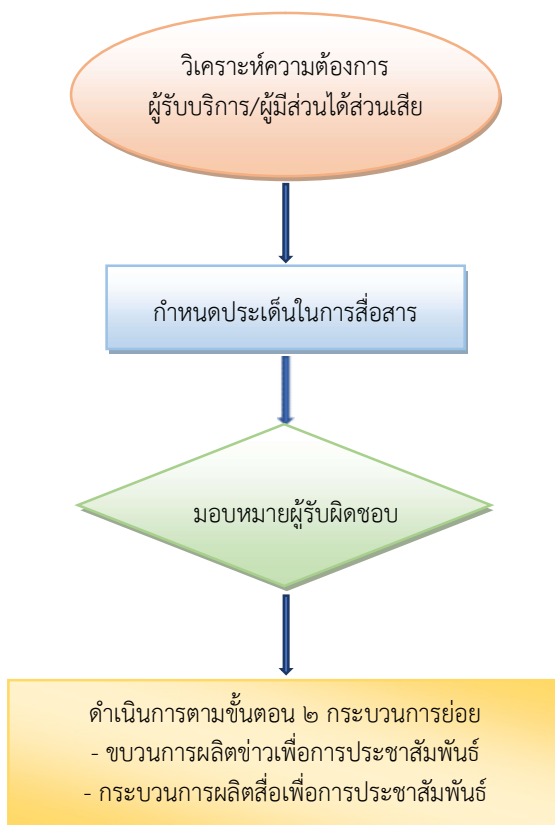 วิเคราะห์ความต้องการ
ผู้รับบริการ/ผู้มีส่วนได้ส่วนเสีย
กำหนดประเด็นในการสื่อสาร
มอบหมายผู้รับผิดชอบ
ดำเนินการตามขั้นตอน ๒ กระบวนการย่อย
- ขบวนการผลิตข่าวเพื่อการประชาสัมพันธ์
- กระบวนการผลิตสื่อเพื่อการประชาสัมพันธ์